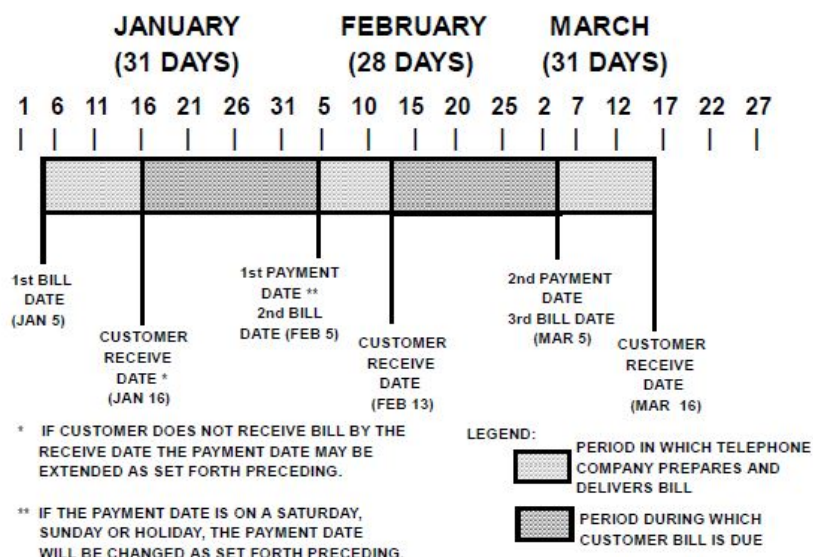 JANUARY FEBRUARY MARCH
(31 DAYS) (28 DAYS) (31 DAYS)
1 6 11 16 21 26 31 5 10 15 20 25 2 7 12 17 22 27
1st BILL
DATE
(JAN 5)
CUSTOMER
RECEIVE
DATE *
(JAN 16)
1st PAYMENT
DATE **
2nd BILL
DATE (FEB 5)
CUSTOMER
RECEIVE
DATE
(FEB 13)
2nd PAYMENT
DATE
3rd BILL DATE
(MAR 5)
CUSTOMER
RECEIVE
DATE
(MAR 16)
* IF CUSTOMER DOES NOT RECEIVE BILL BY THE
RECEIVE DATE THE PAYMENT DATE MAY BE
EXTENDED AS SET FORTH PRECEDING.
** IF THE PAYMENT DATE IS ON A SATURDAY,
SUNDAY OR HOLIDAY, THE PAYMENT DATE
WILL BE CHANGED AS SET FORTH PRECEDING.
LEGEND:
PERIOD IN WHICH TELEPHONE
COMPANY PREPARES AND
DELIVERS BILL
PERIOD DURING WHICH
CUSTOMER BILL IS DUE